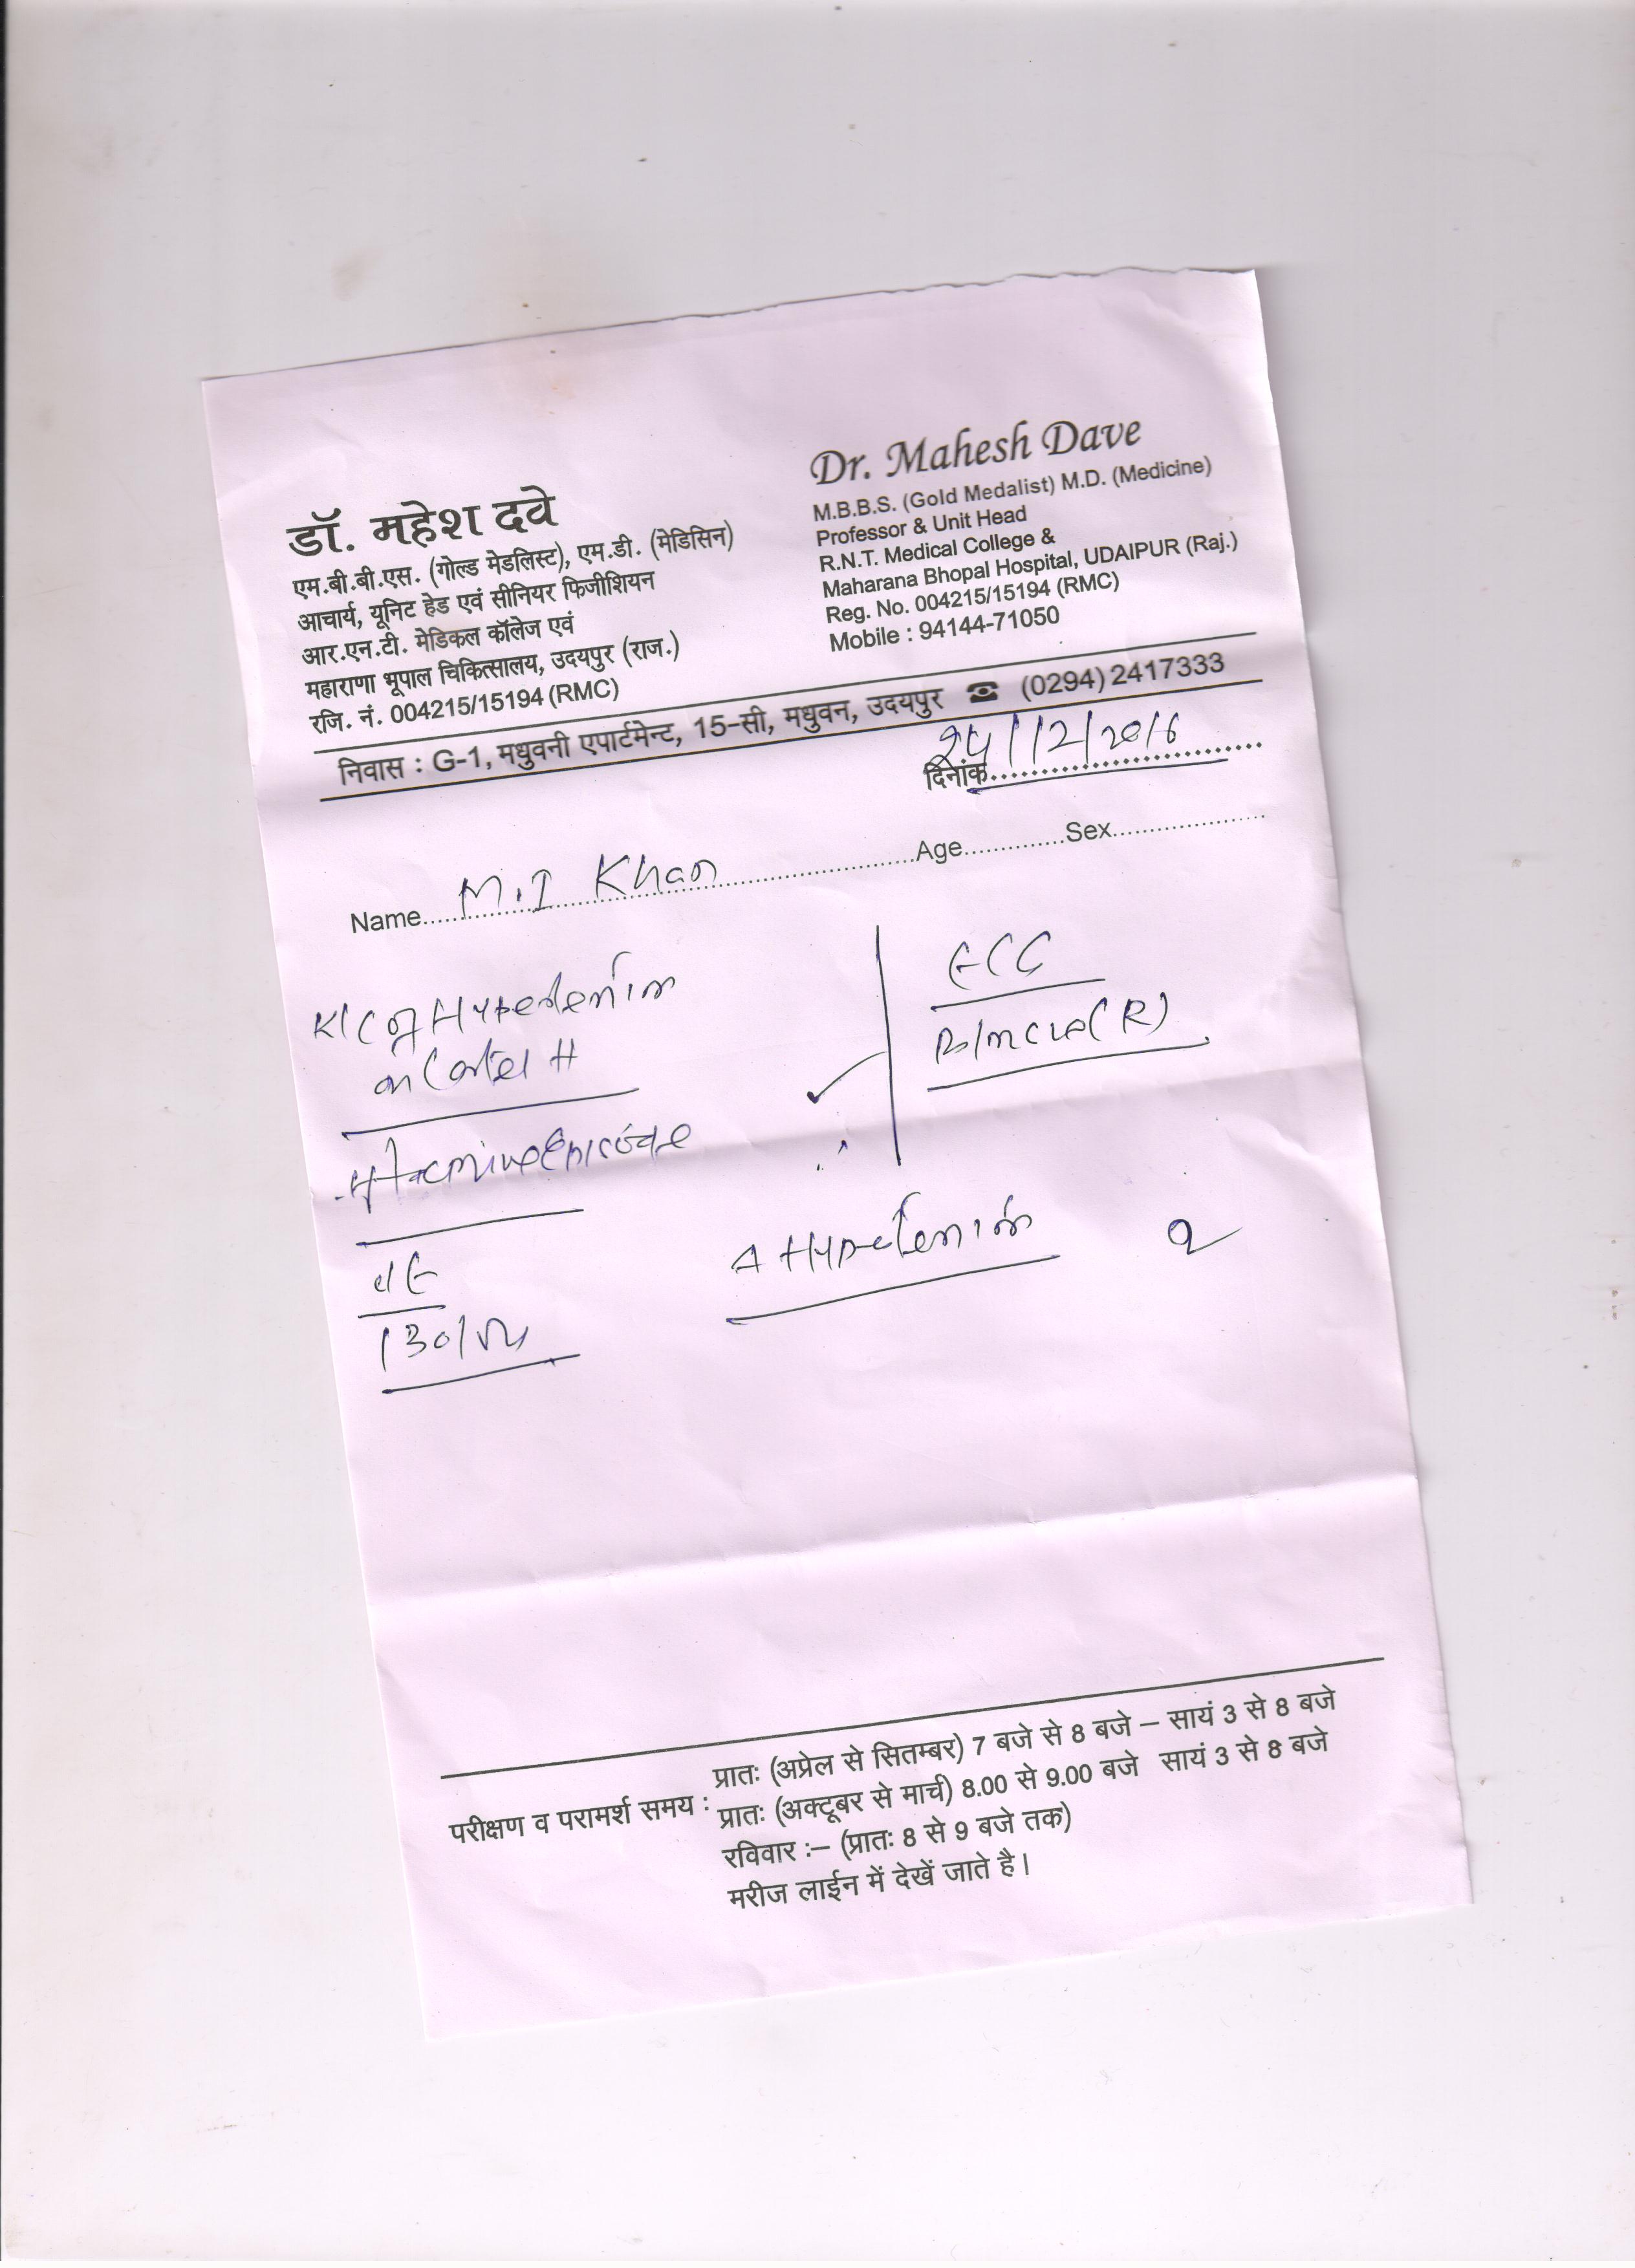 डॉ. महेश दवे
एम.बी.बी.एस. (गोल्ड मेडलिस्ट), एम.डी. (मेडिसिन)
आचार्य, यूनिट हेड एवं सीनियर फिजीशियन
आर.एन.टी. मेडिकल कॉलेज एवं
महाराणा भूपाल चिकित्सालय, उदयपुर (राज.)
रजि. नं. 004215/15194 (RMC)
Dr. Mahesh Dave
M.B.B.S. (Gold Medalist) M.D. (Medicine)
Professor & Unit Head
R.N.T. Medical College &
Maharana Bhopal Hospital, UDAIPUR (Raj.)
Reg. No. 004215/15194 (RMC)
Mobile : 94144-71050
निवास : G-1, मधुवनी एपार्टमेन्ट, 15-सी, मधुवन, उदयपुर ☎ (0294) 2417333
दिनांक 24/12/2016
Name M.I Khan Age Sex
K/C of Hypertension
on
ECG
(R)
Hypertension
130/
परीक्षण व परामर्श समय :
प्रातः (अप्रेल से सितम्बर) 7 बजे से 8 बजे – सायं 3 से 8 बजे
प्रातः (अक्टूबर से मार्च) 8.00 से 9.00 बजे सायं 3 से 8 बजे
रविवार :– (प्रातः 8 से 9 बजे तक)
मरीज लाईन में देखें जाते है।